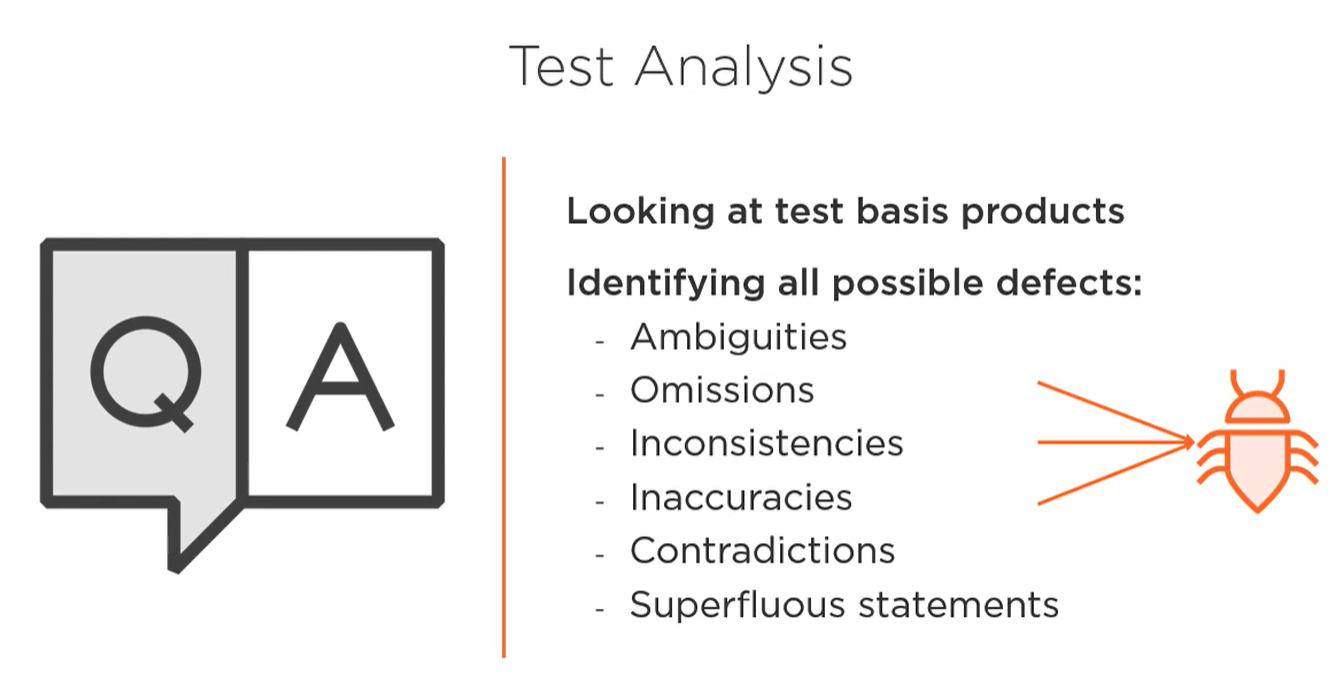 Test Analysis
Q A
Looking at test basis products
Identifying all possible defects:
- Ambiguities
- Omissions
- Inconsistencies
- Inaccuracies
- Contradictions
- Superfluous statements